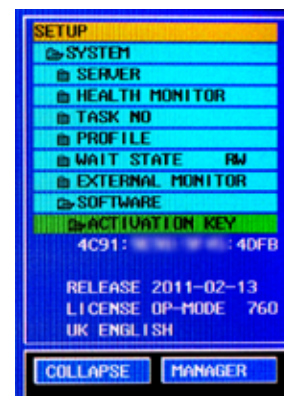 SETUP
SYSTEM
SERVER
HEALTH MONITOR
TASK NO
PROFILE
WAIT STATE RW
EXTERNAL MONITOR
SOFTWARE
ACTIVATION KEY
4C91: :4DFB
RELEASE 2011-02-13
LICENSE OP-MODE 760
UK ENGLISH
COLLAPSE MANAGER